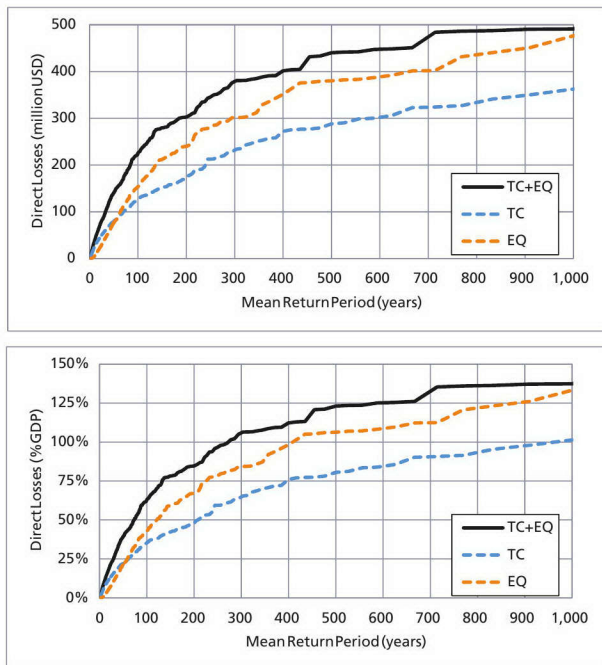 500
400
300
200
100
0
Direct Losses (million USD)
TC+EQ
TC
EQ
0 100 200 300 400 500 600 700 800 900 1,000
Mean Return Period (years)
150%
125%
100%
75%
50%
25%
0%
Direct Losses (% GDP)
TC+EQ
TC
EQ
0 100 200 300 400 500 600 700 800 900 1,000
Mean Return Period (years)